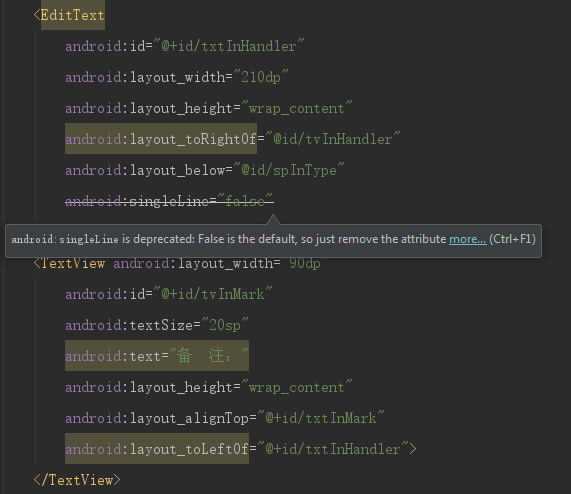 <EditText
android:id="@+id/txtInHandler"
android:layout_width="210dp"
android:layout_height="wrap_content"
android:layout_toRightOf="@id/tvInHandler"
android:layout_below="@id/spInType"
android:singleLine="false"
android:singleLine is deprecated: False is the default, so just remove the attribute more... (Ctrl+F1)
<TextView android:layout_width="90dp"
android:id="@+id/tvInMark"
android:textSize="20sp"
android:text="备　注："
android:layout_height="wrap_content"
android:layout_alignTop="@+id/txtInMark"
android:layout_toLeftOf="@+id/txtInHandler">
</TextView>